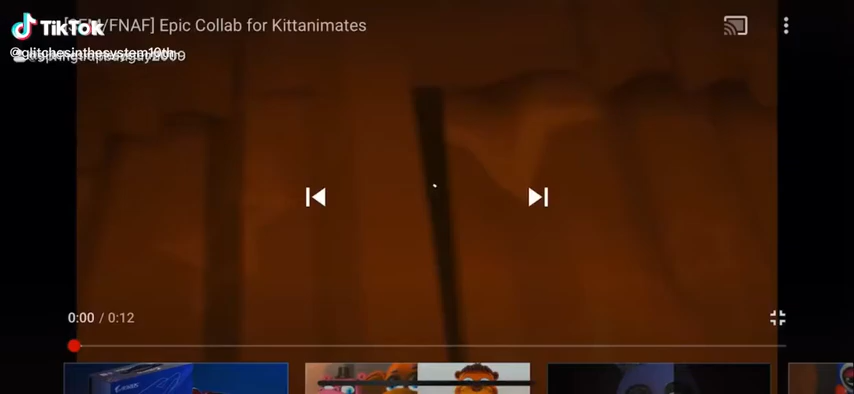 TikTok
/FNAF] Epic Collab for Kittanimates
@glitchesinthesystem19th
0:00 / 0:12